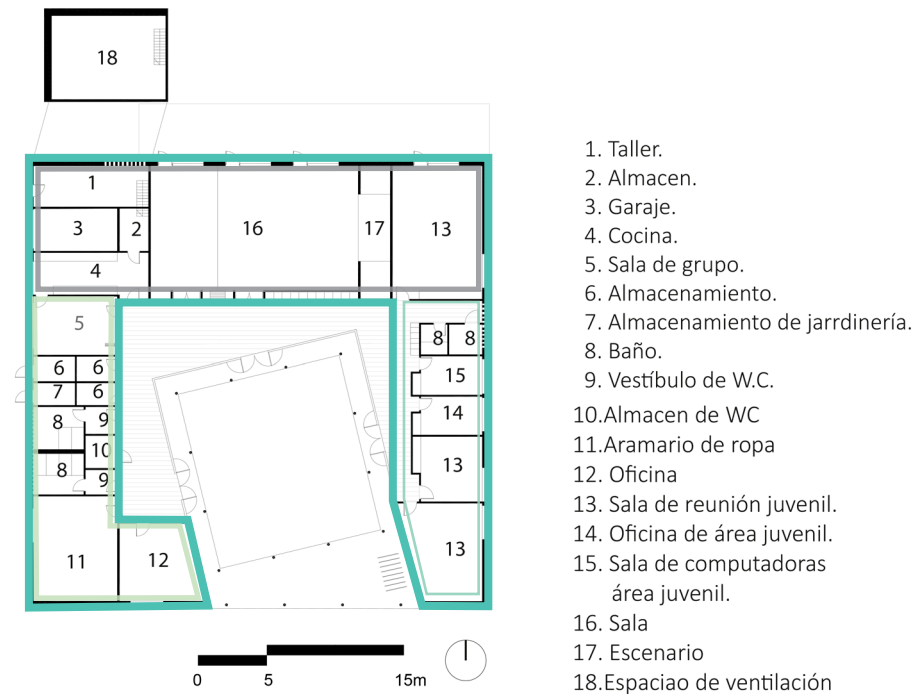 18
1
3
2
16
17
13
4
5
6
6
7
6
8
9
10
8
9
11
12
8
8
15
14
13
13
0
5
15m
1. Taller.
2. Almacen.
3. Garaje.
4. Cocina.
5. Sala de grupo.
6. Almacenamiento.
7. Almacenamiento de jarrdinería.
8. Baño.
9. Vestíbulo de W.C.
10.Almacen de WC
11.Aramario de ropa
12. Oficina
13. Sala de reunión juvenil.
14. Oficina de área juvenil.
15. Sala de computadoras
área juvenil.
16. Sala
17. Escenario
18.Espaciao de ventilación